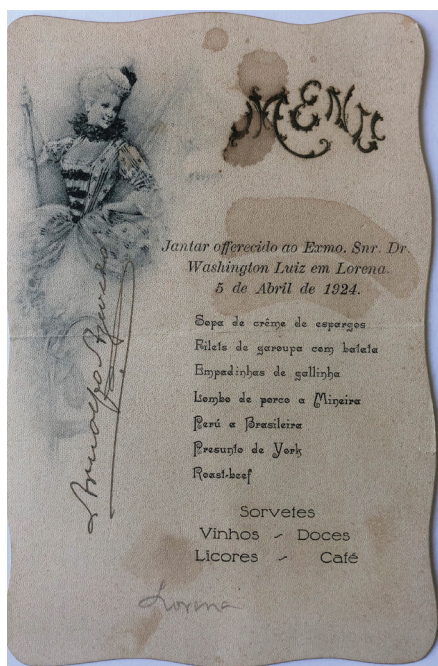 MENU
Jantar offerecido ao Exmo. Snr. Dr.
Washington Luiz em Lorena.
5 de Abril de 1924.
Sopa de crême de espargos
Filets de garoupa com batata
Empadinhas de gallinha
Lombo de porco a Mineira
Perú a Brasileira
Presunto de York
Roast-beef
Sorvetes
Vinhos ~ Doces
Licores ~ Café
Arnolfo Azevedo
Lorena